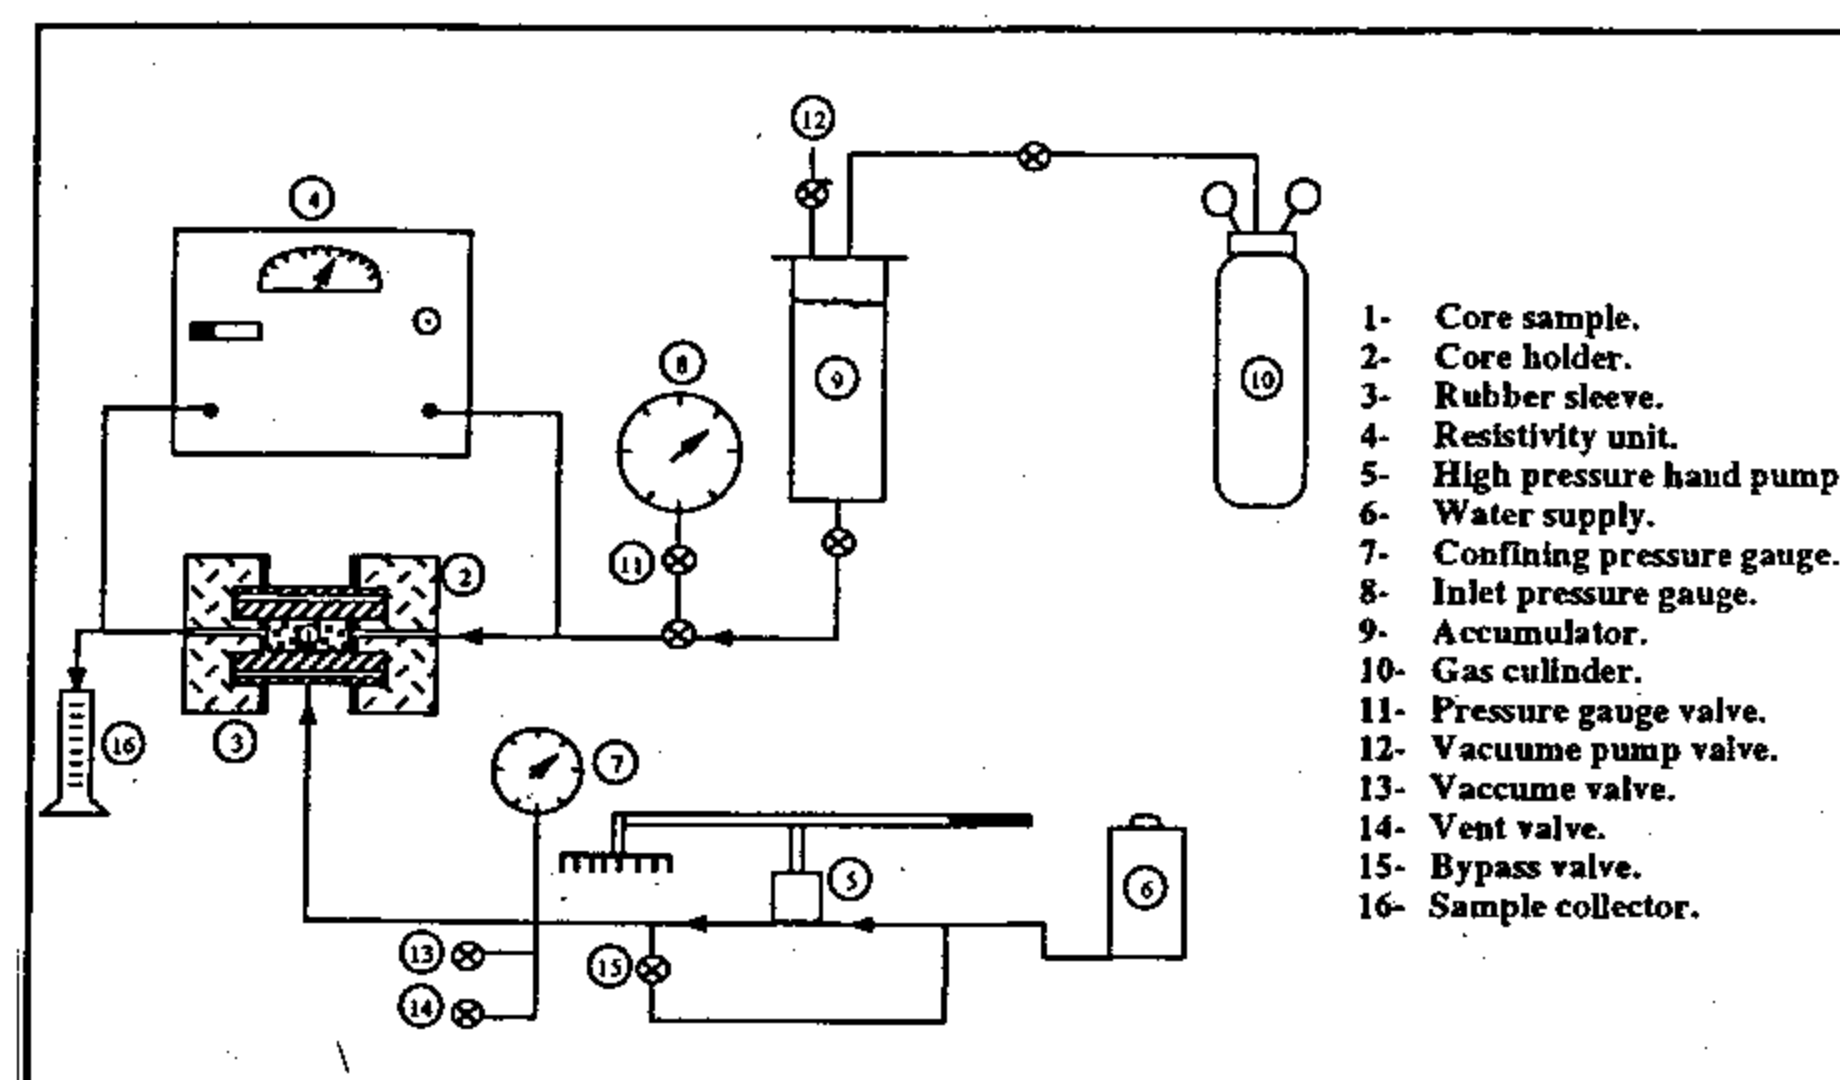 12
4
8
9
10
11
2
1
3
16
7
5
6
13
15
14
1- Core sample.
2- Core holder.
3- Rubber sleeve.
4- Resistivity unit.
5- High pressure hand pump
6- Water supply.
7- Confining pressure gauge.
8- Inlet pressure gauge.
9- Accumulator.
10- Gas culinder.
11- Pressure gauge valve.
12- Vacuume pump valve.
13- Vaccume valve.
14- Vent valve.
15- Bypass valve.
16- Sample collector.